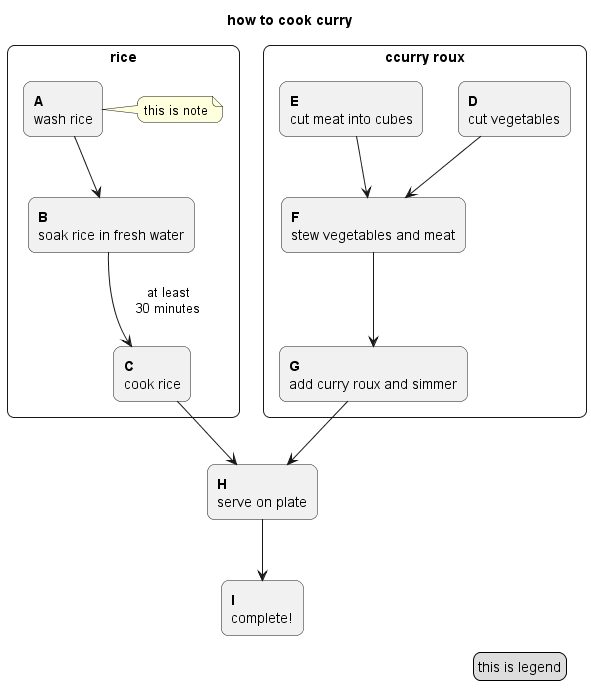 how to cook curry
rice
A
wash rice
this is note
B
soak rice in fresh water
at least
30 minutes
C
cook rice
ccurry roux
E
cut meat into cubes
D
cut vegetables
F
stew vegetables and meat
G
add curry roux and simmer
H
serve on plate
I
complete!
this is legend